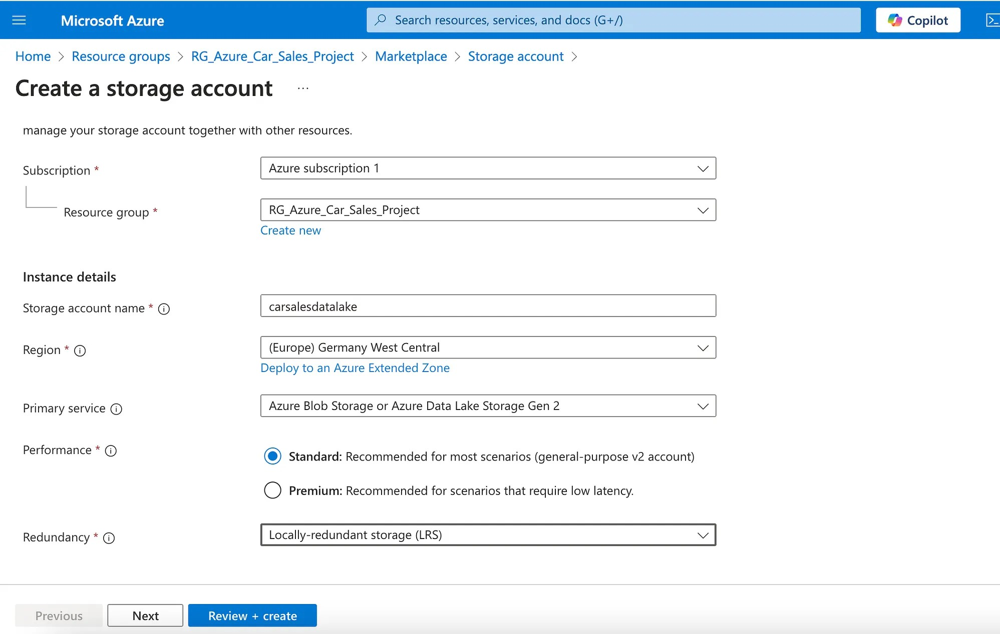 Microsoft Azure
Search resources, services, and docs (G+/)
Copilot
Home > Resource groups > RG_Azure_Car_Sales_Project > Marketplace > Storage account >
Create a storage account ...
manage your storage account together with other resources.
Subscription *
Azure subscription 1
Resource group *
RG_Azure_Car_Sales_Project
Create new
Instance details
Storage account name *
carsalesdatalake
Region *
(Europe) Germany West Central
Deploy to an Azure Extended Zone
Primary service
Azure Blob Storage or Azure Data Lake Storage Gen 2
Performance *
Standard: Recommended for most scenarios (general-purpose v2 account)
Premium: Recommended for scenarios that require low latency.
Redundancy *
Locally-redundant storage (LRS)
Previous
Next
Review + create